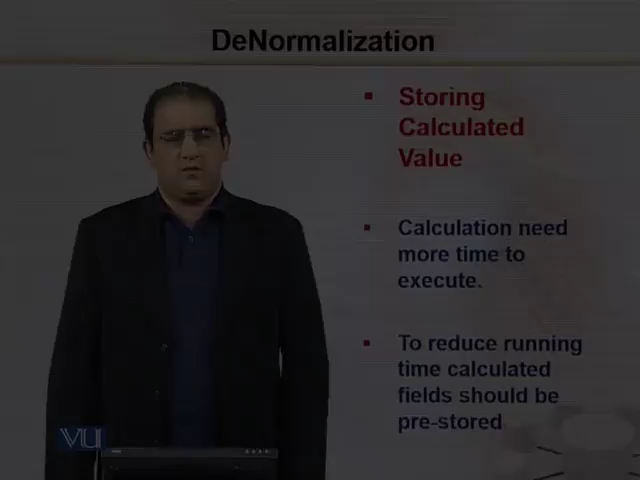 DeNormalization
Storing
Calculated
Value
Calculation need
more time to
execute.
To reduce running
time calculated
fields should be
pre-stored
VU